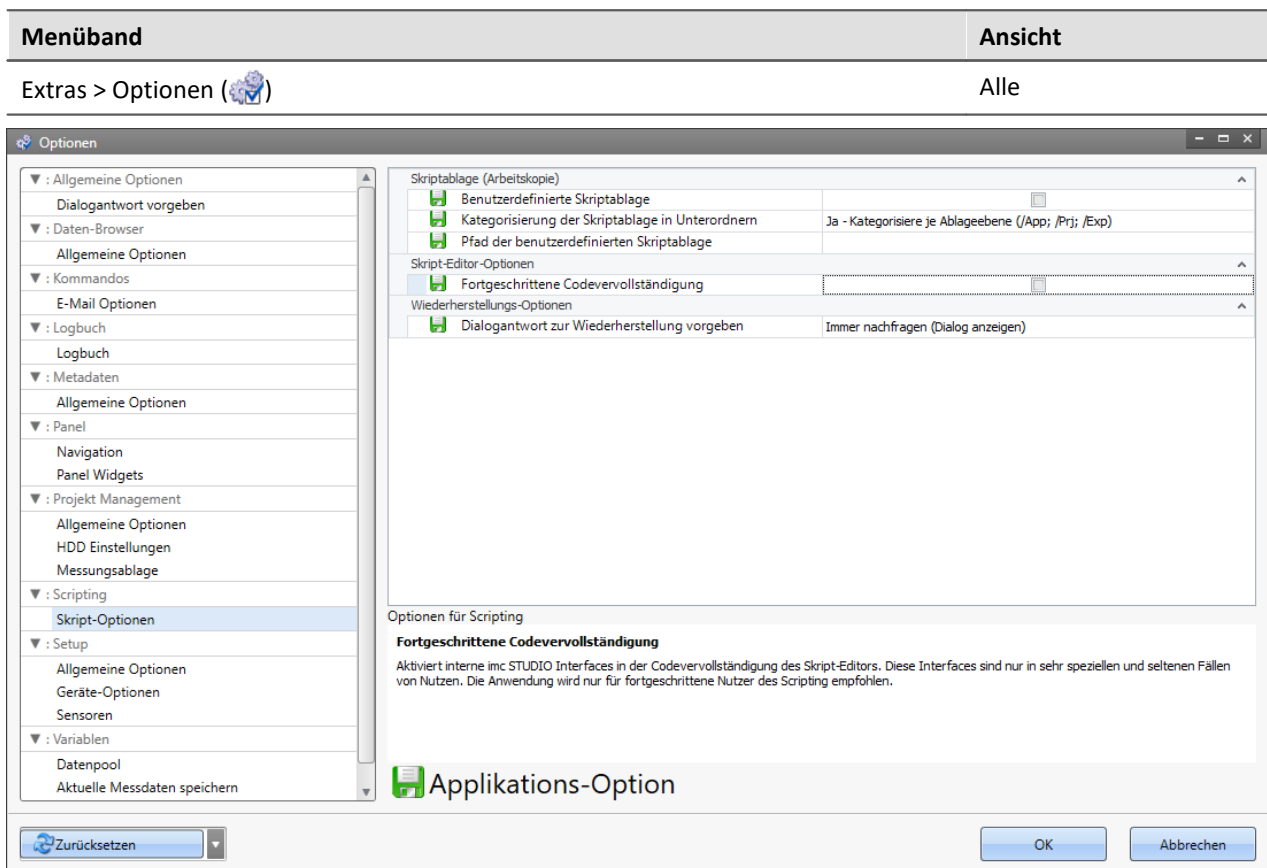 Menüband Ansicht
Extras > Optionen () Alle
Optionen
▼ : Allgemeine Optionen
Dialogantwort vorgeben
▼ : Daten-Browser
Allgemeine Optionen
▼ : Kommandos
E-Mail Optionen
▼ : Logbuch
Logbuch
▼ : Metadaten
Allgemeine Optionen
▼ : Panel
Navigation
Panel Widgets
▼ : Projekt Management
Allgemeine Optionen
HDD Einstellungen
Messungsablage
▼ : Scripting
Skript-Optionen
▼ : Setup
Allgemeine Optionen
Geräte-Optionen
Sensoren
▼ : Variablen
Datenpool
Aktuelle Messdaten speichern
Skriptablage (Arbeitskopie)
Benutzerdefinierte Skriptablage
Kategorisierung der Skriptablage in Unterordnern Ja - Kategorisiere je Ablageebene (/App; /Prj; /Exp)
Pfad der benutzerdefinierten Skriptablage
Skript-Editor-Optionen
Fortgeschrittene Codevervollständigung
Wiederherstellungs-Optionen
Dialogantwort zur Wiederherstellung vorgeben Immer nachfragen (Dialog anzeigen)
Optionen für Scripting
Fortgeschrittene Codevervollständigung
Aktiviert interne imc STUDIO Interfaces in der Codevervollständigung des Skript-Editors. Diese Interfaces sind nur in sehr speziellen und seltenen Fällen
von Nutzen. Die Anwendung wird nur für fortgeschrittene Nutzer des Scripting empfohlen.
Applikations-Option
Zurücksetzen OK Abbrechen